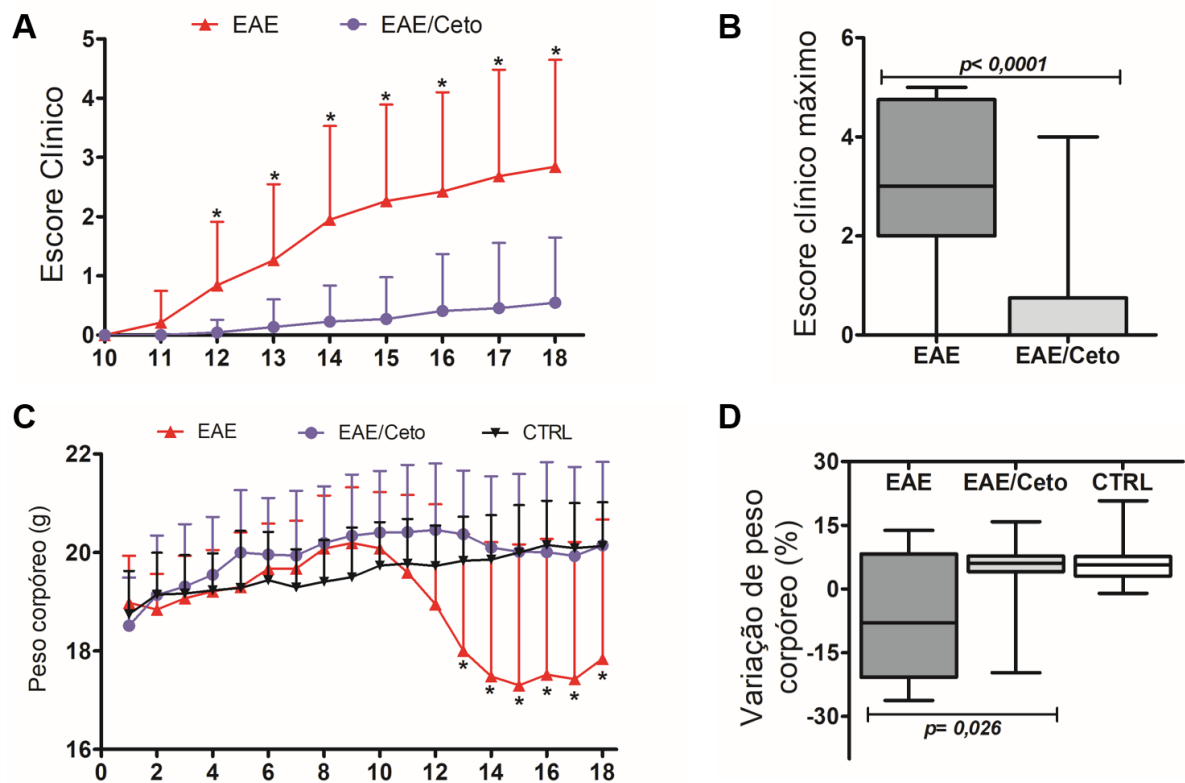 A
EAE
EAE/Ceto
Escore Clínico
5
4
3
2
1
0
* * * * * * *
10 11 12 13 14 15 16 17 18
B
Escore clínico máximo
6
4
2
0
p< 0,0001
EAE
EAE/Ceto
C
EAE
EAE/Ceto
CTRL
Peso corpóreo (g)
22
20
18
16
* * * * * *
0 2 4 6 8 10 12 14 16 18
D
Variação de peso
corpóreo (%)
30
15
0
-15
-30
EAE
EAE/Ceto
CTRL
p= 0,026